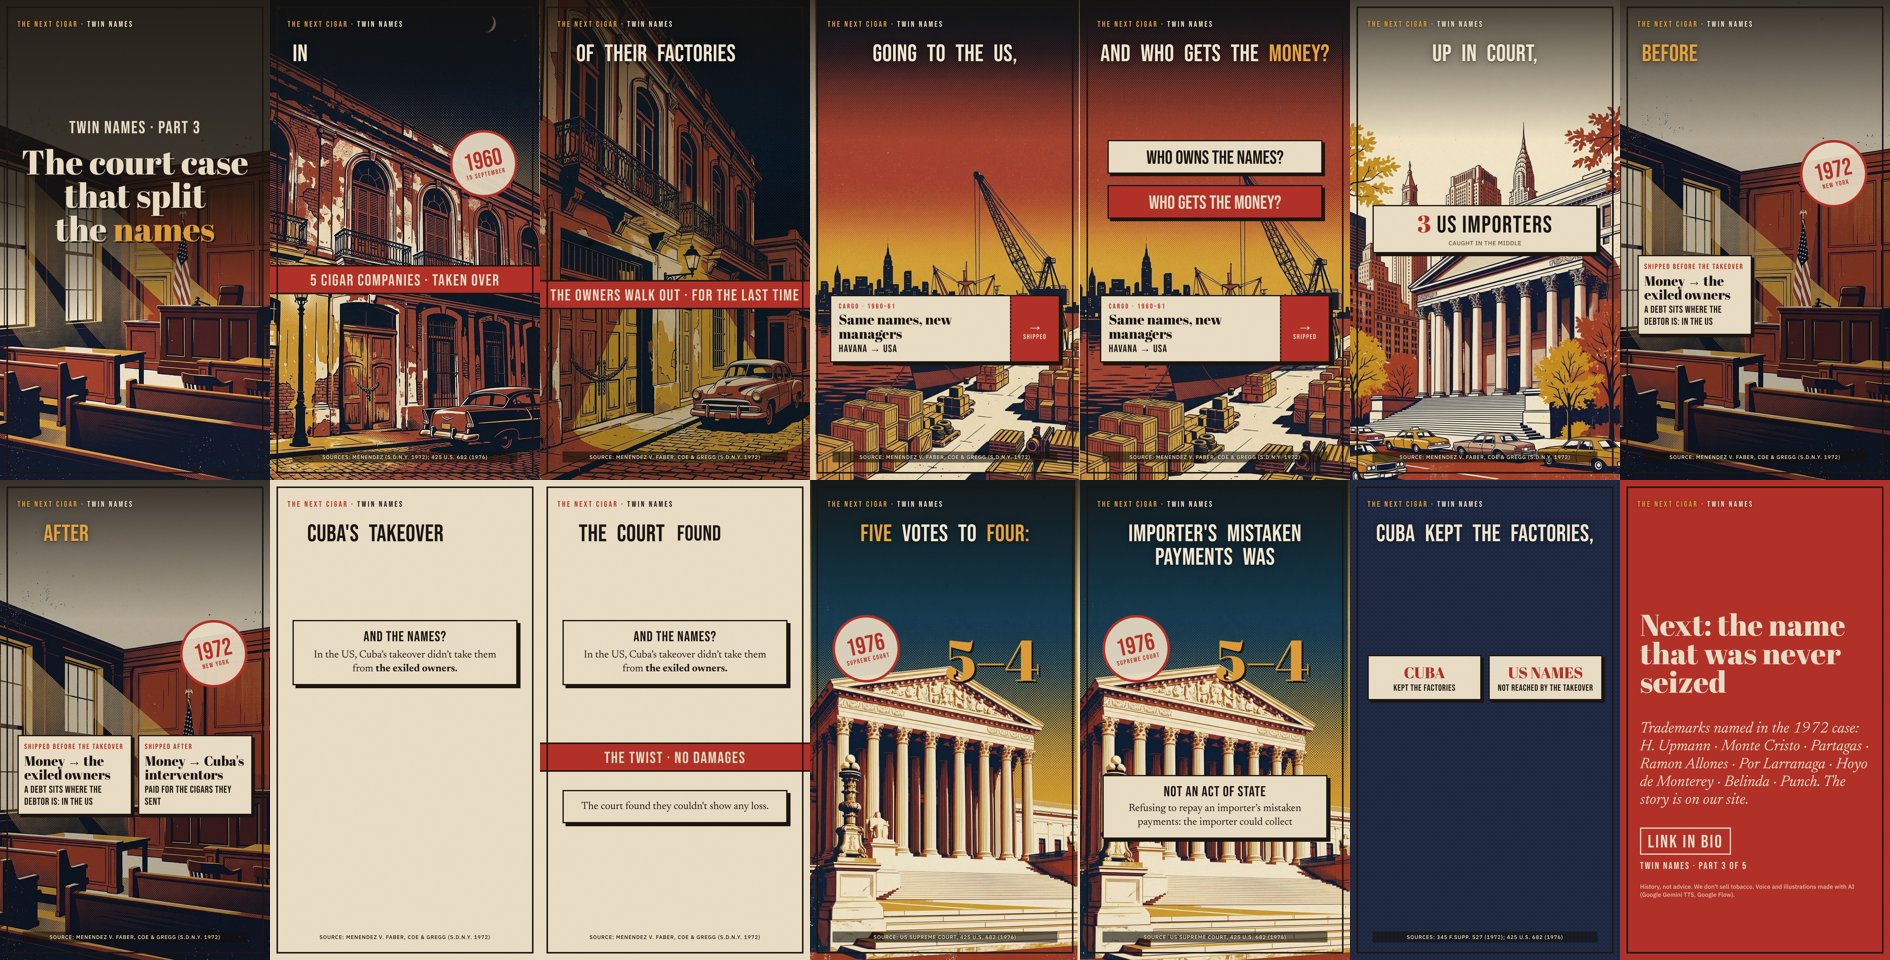 THE NEXT CIGAR · TWIN NAMES
TWIN NAMES · PART 3
The court case
that split
the names
THE NEXT CIGAR · TWIN NAMES
IN
1960
15 SEPTEMBER
5 CIGAR COMPANIES · TAKEN OVER
SOURCES: MENENDEZ (S.D.N.Y. 1972); 425 U.S. 682 (1976)
THE NEXT CIGAR · TWIN NAMES
OF THEIR FACTORIES
THE OWNERS WALK OUT · FOR THE LAST TIME
SOURCE: MENENDEZ V. FABER, COE & GREGG (S.D.N.Y. 1972)
THE NEXT CIGAR · TWIN NAMES
GOING TO THE US,
CARGO · 1960-61
Same names, new
managers
HAVANA → USA
→
SHIPPED
SOURCE: MENENDEZ V. FABER, COE & GREGG (S.D.N.Y. 1972)
THE NEXT CIGAR · TWIN NAMES
AND WHO GETS THE MONEY?
WHO OWNS THE NAMES?
WHO GETS THE MONEY?
CARGO · 1960-61
Same names, new
managers
HAVANA → USA
→
SHIPPED
SOURCE: MENENDEZ V. FABER, COE & GREGG (S.D.N.Y. 1972)
THE NEXT CIGAR · TWIN NAMES
UP IN COURT,
3 US IMPORTERS
CAUGHT IN THE MIDDLE
SOURCE: MENENDEZ V. FABER, COE & GREGG (S.D.N.Y. 1972)
THE NEXT CIGAR · TWIN NAMES
BEFORE
1972
NEW YORK
SHIPPED BEFORE THE TAKEOVER
Money → the
exiled owners
A DEBT SITS WHERE THE
DEBTOR IS: IN THE US
SOURCE: MENENDEZ V. FABER, COE & GREGG (S.D.N.Y. 1972)
THE NEXT CIGAR · TWIN NAMES
AFTER
1972
NEW YORK
SHIPPED BEFORE THE TAKEOVER
Money → the
exiled owners
A DEBT SITS WHERE THE
DEBTOR IS: IN THE US
SHIPPED AFTER
Money → Cuba's
interventors
PAID FOR THE CIGARS THEY
SENT
SOURCE: MENENDEZ V. FABER, COE & GREGG (S.D.N.Y. 1972)
THE NEXT CIGAR · TWIN NAMES
CUBA'S TAKEOVER
AND THE NAMES?
In the US, Cuba's takeover didn't take them
from the exiled owners.
SOURCE: MENENDEZ V. FABER, COE & GREGG (S.D.N.Y. 1972)
THE NEXT CIGAR · TWIN NAMES
THE COURT FOUND
AND THE NAMES?
In the US, Cuba's takeover didn't take them
from the exiled owners.
THE TWIST · NO DAMAGES
The court found they couldn't show any loss.
SOURCE: MENENDEZ V. FABER, COE & GREGG (S.D.N.Y. 1972)
THE NEXT CIGAR · TWIN NAMES
FIVE VOTES TO FOUR:
1976
SUPREME COURT
5–4
SOURCE: US SUPREME COURT, 425 U.S. 682 (1976)
THE NEXT CIGAR · TWIN NAMES
IMPORTER'S MISTAKEN
PAYMENTS WAS
1976
SUPREME COURT
5–4
NOT AN ACT OF STATE
Refusing to repay an importer's mistaken
payments: the importer could collect
SOURCE: US SUPREME COURT, 425 U.S. 682 (1976)
THE NEXT CIGAR · TWIN NAMES
CUBA KEPT THE FACTORIES,
CUBA
KEPT THE FACTORIES
US NAMES
NOT REACHED BY THE TAKEOVER
SOURCES: 345 F.SUPP. 527 (1972); 425 U.S. 682 (1976)
THE NEXT CIGAR · TWIN NAMES
Next: the name
that was never
seized
Trademarks named in the 1972 case:
H. Upmann · Monte Cristo · Partagas ·
Ramon Allones · Por Larranaga · Hoyo
de Monterey · Belinda · Punch. The
story is on our site.
LINK IN BIO
TWIN NAMES · PART 3 OF 5
History, not advice. We don't sell tobacco. Voice and illustrations made with AI
(Google Gemini TTS, Google Flow).